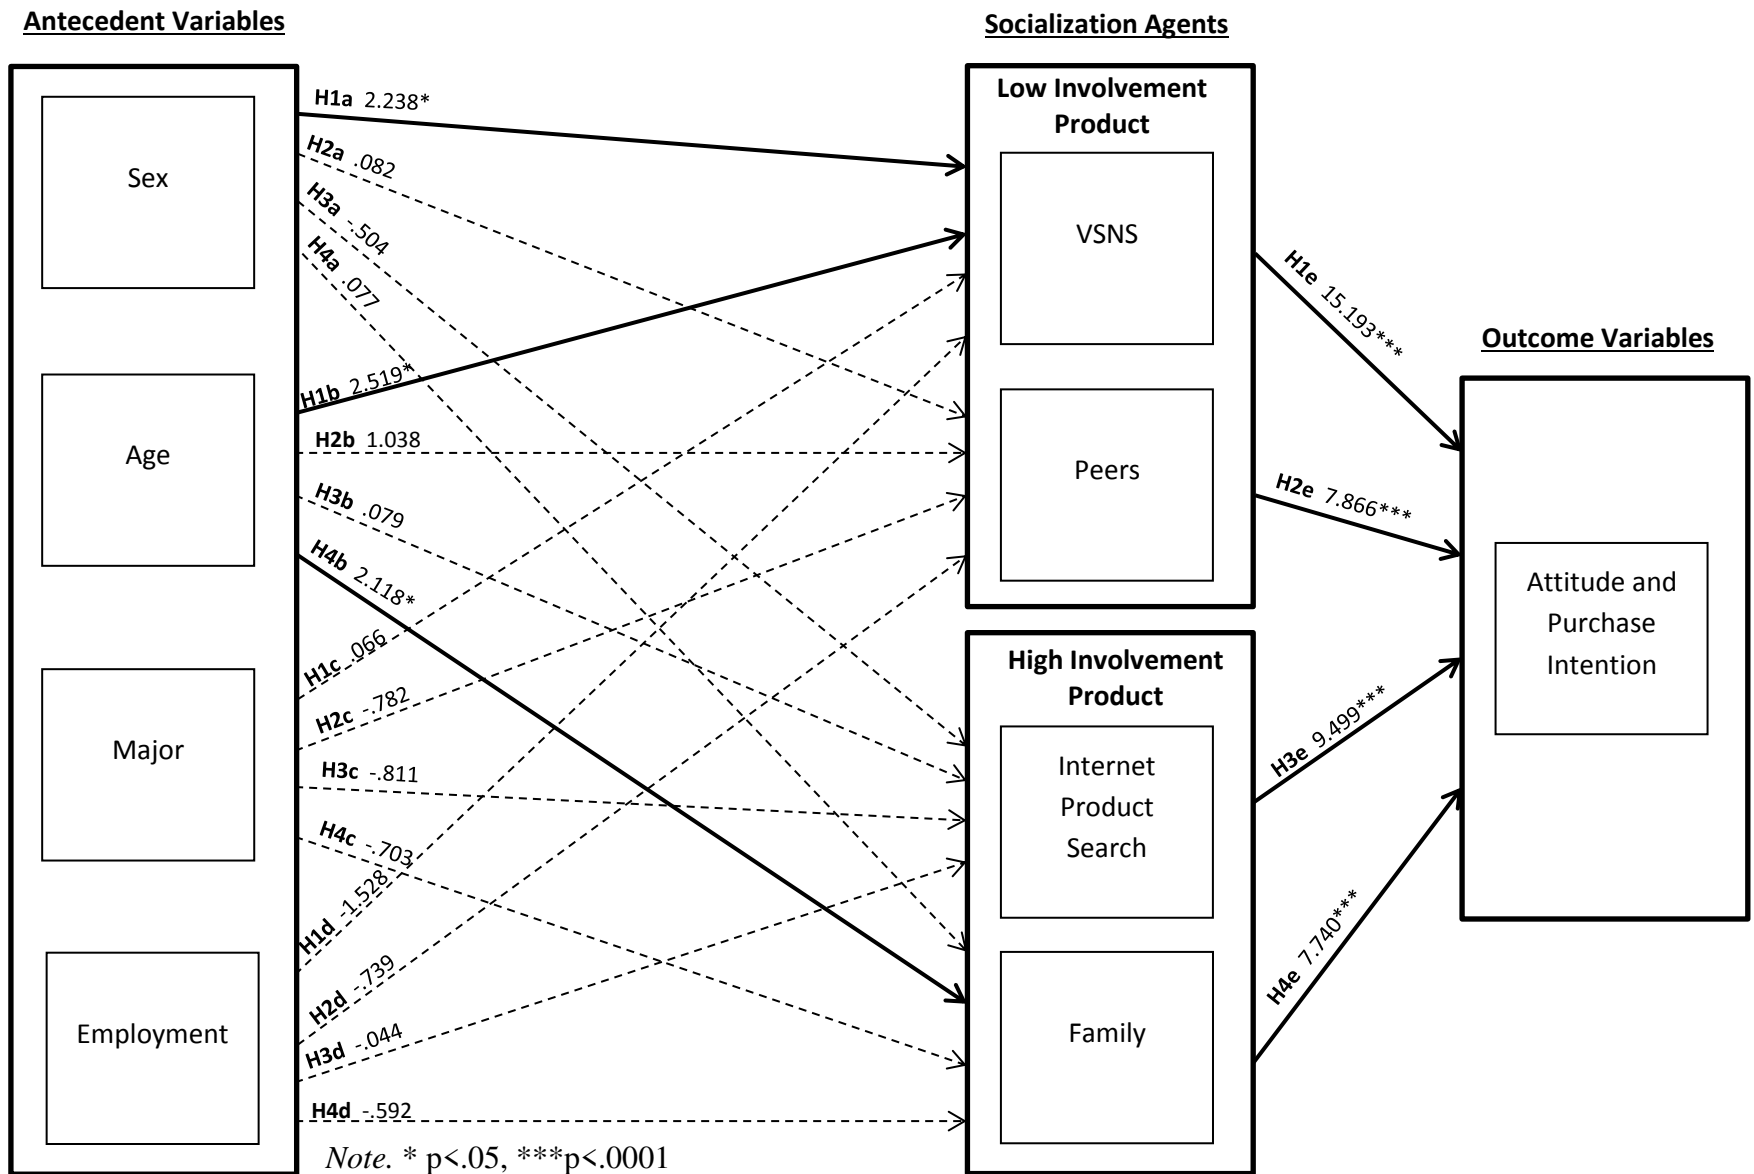 Antecedent Variables
Sex
Age
Major
Employment
H1a 2.238*
H2a .082
H3a -.504
H4a .077
H1b 2.519*
H2b 1.038
H3b .079
H4b 2.118*
H1c .066
H2c -.782
H3c -.811
H4c -.703
H1d -1.528
H2d -.739
H3d -.044
H4d -.592
Socialization Agents
Low Involvement
Product
VSNS
Peers
High Involvement
Product
Internet
Product
Search
Family
H1e 15.193***
H2e 7.866***
H3e 9.499***
H4e 7.740***
Outcome Variables
Attitude and
Purchase
Intention
Note. * p<.05, ***p<.0001